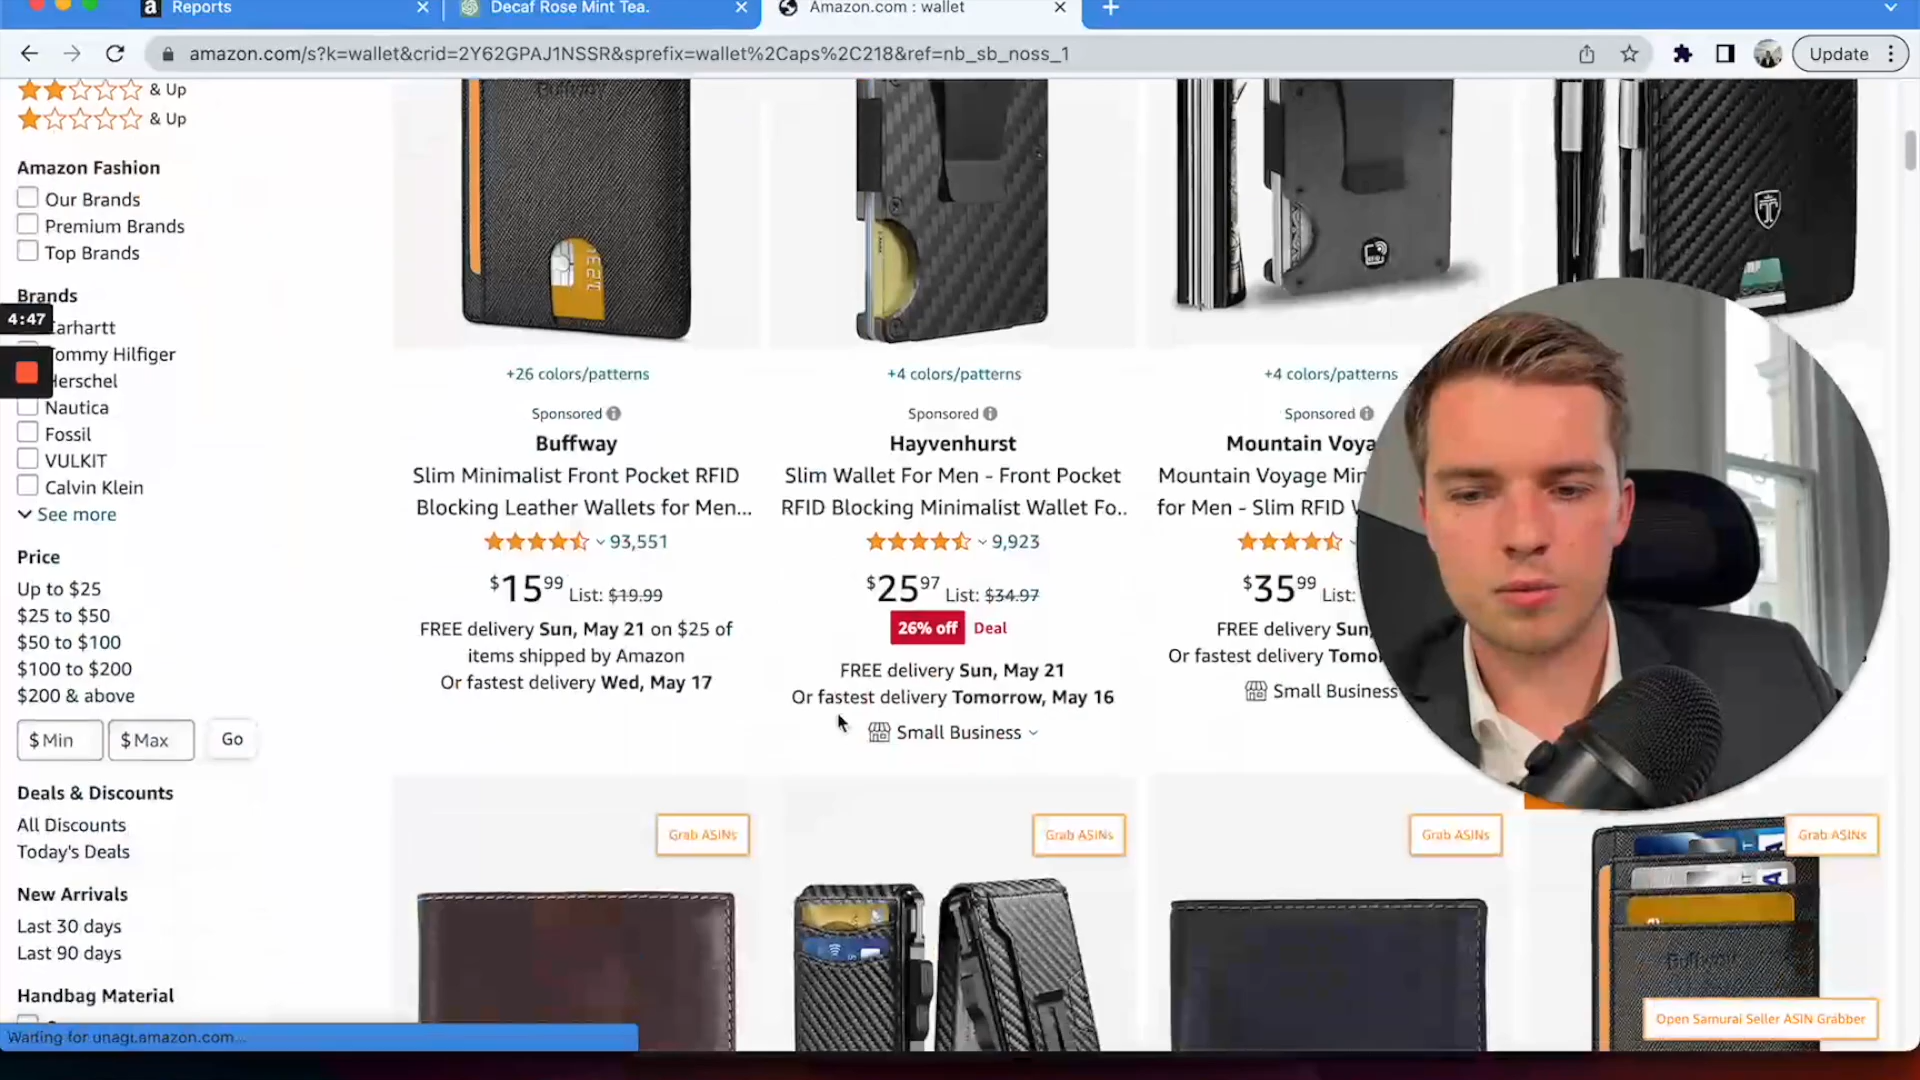 Reports
Decaf Rose Mint Tea.
Amazon.com : wallet
amazon.com/s?k=wallet&crid=2Y62GPAJ1NSSR&sprefix=wallet%2Caps%2C218&ref=nb_sb_noss_1
Update
& Up
& Up
Amazon Fashion
Our Brands
Premium Brands
Top Brands
Brands
4:47
Carhartt
Tommy Hilfiger
Herschel
Nautica
Fossil
VULKIT
Calvin Klein
See more
Price
Up to $25
$25 to $50
$50 to $100
$100 to $200
$200 & above
$ Min
$ Max
Go
Deals & Discounts
All Discounts
Today's Deals
New Arrivals
Last 30 days
Last 90 days
Handbag Material
Waiting for unagi.amazon.com...
Buffway
+26 colors/patterns
Sponsored
Buffway
Slim Minimalist Front Pocket RFID
Blocking Leather Wallets for Men...
93,551
$15 99 List: $19.99
FREE delivery Sun, May 21 on $25 of
items shipped by Amazon
Or fastest delivery Wed, May 17
+4 colors/patterns
Sponsored
Hayvenhurst
Slim Wallet For Men - Front Pocket
RFID Blocking Minimalist Wallet Fo..
9,923
$25 97 List: $34.97
26% off Deal
FREE delivery Sun, May 21
Or fastest delivery Tomorrow, May 16
Small Business
+4 colors/patterns
Sponsored
Mountain Voya
Mountain Voyage Min
for Men - Slim RFID W
$35 99 List:
FREE delivery Sun,
Or fastest delivery Tomo
Small Business
Grab ASINs
Grab ASINs
Grab ASINs
Grab ASINs
Buffway
Open Samurai Seller ASIN Grabber